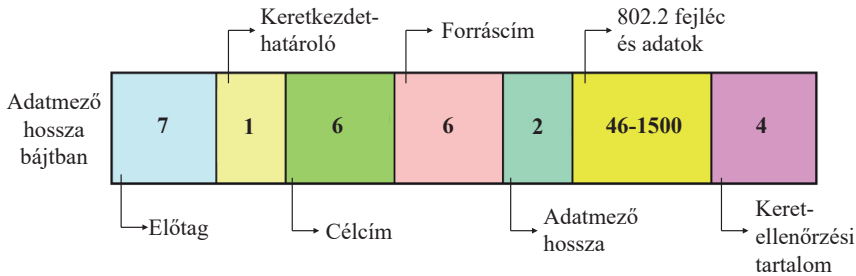 Keretkezdet-
határoló
Forráscím
802.2 fejléc
és adatok
Adatmező
hossza
bájtban
7
1
6
6
2
46-1500
4
Előtag
Célcím
Adatmező
hossza
Keret-
ellenőrzési
tartalom